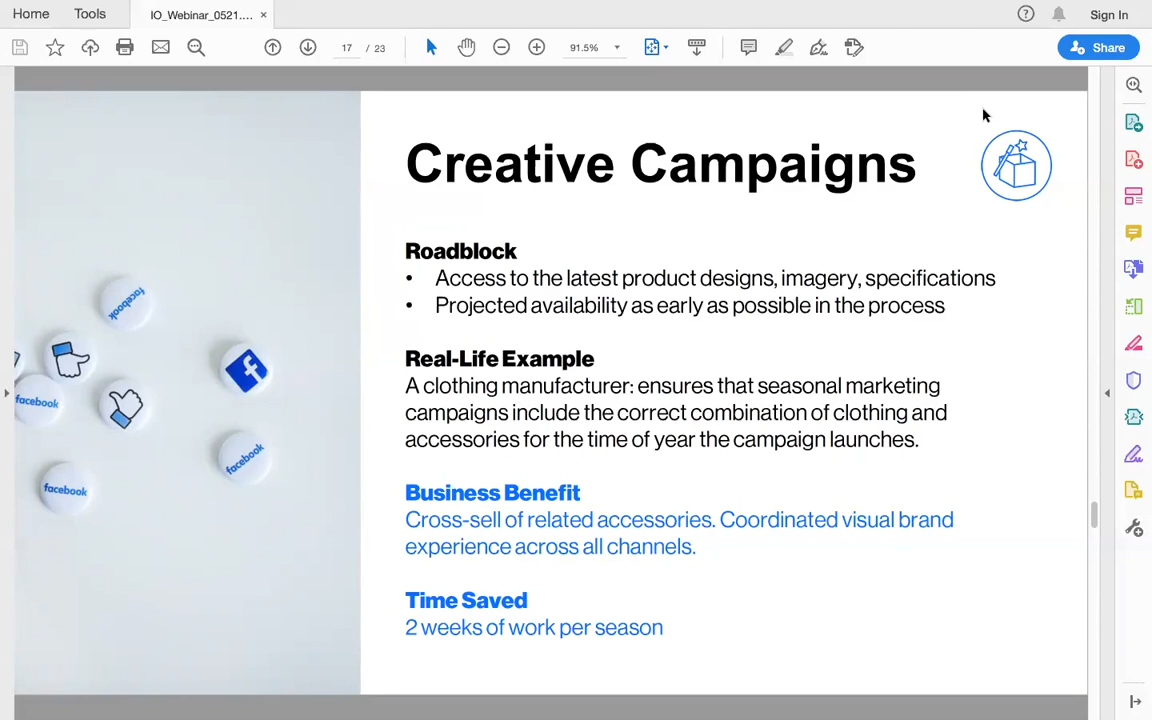 Home
Tools
IO_Webinar_0521....
×
Sign In
17 / 23
91.5%
Share
Creative Campaigns
Roadblock
• Access to the latest product designs, imagery, specifications
• Projected availability as early as possible in the process
Real-Life Example
A clothing manufacturer: ensures that seasonal marketing
campaigns include the correct combination of clothing and
accessories for the time of year the campaign launches.
Business Benefit
Cross-sell of related accessories. Coordinated visual brand
experience across all channels.
Time Saved
2 weeks of work per season
facebook
facebook
facebook
facebook